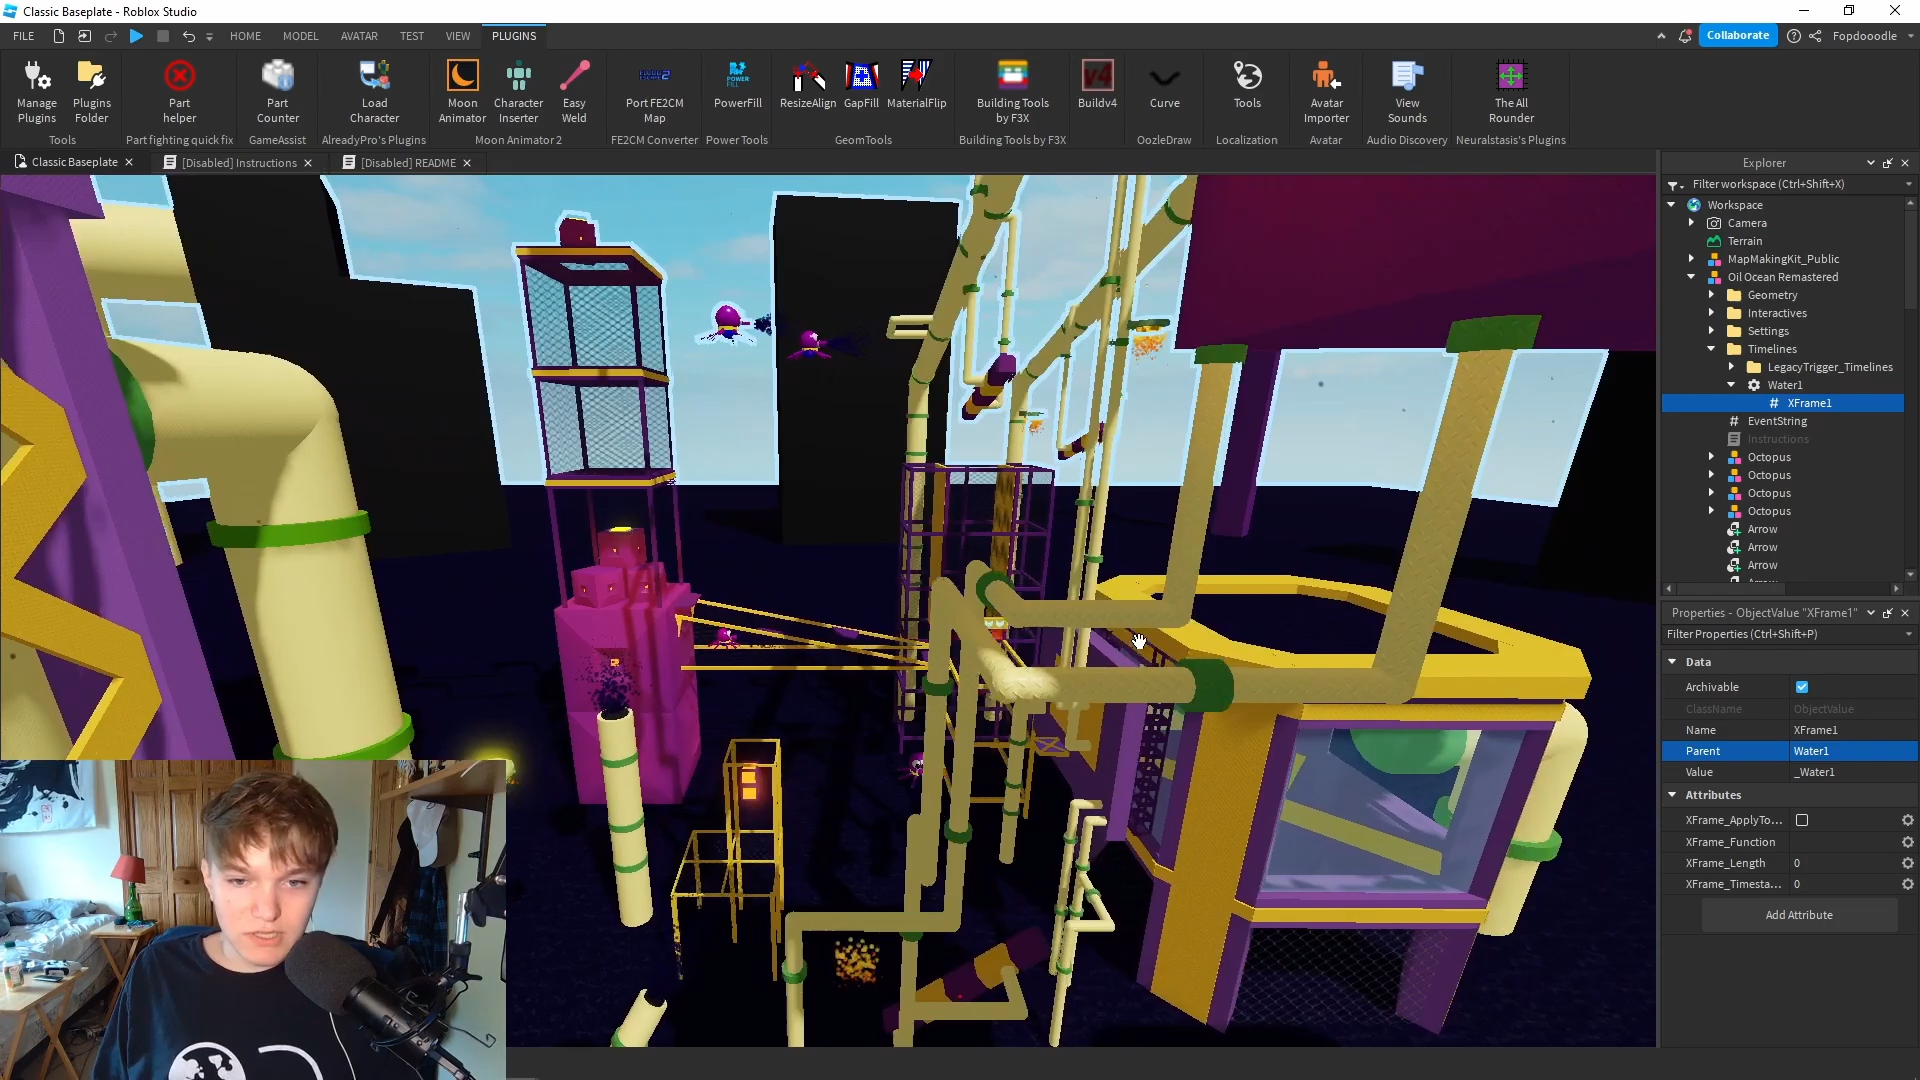 Classic Baseplate - Roblox Studio
FILE HOME MODEL AVATAR TEST VIEW PLUGINS Collaborate Fopdooodle
Manage Plugins
Plugins Folder
Tools
Part helper
Part fighting quick fix
Part Counter
GameAssist
Load Character
AlreadyPro's Plugins
Moon Animator
Character Inserter
Easy Weld
Moon Animator 2
Port FE2CM Map
FE2CM Converter
POWER FILL
PowerFill
Power Tools
ResizeAlign
GapFill
MaterialFlip
GeomTools
Building Tools by F3X
Building Tools by F3X
v4
Buildv4
Curve
OozleDraw
Tools
Localization
Avatar Importer
Avatar
View Sounds
Audio Discovery
The All Rounder
Neuralstasis's Plugins
Classic Baseplate
[Disabled] Instructions
[Disabled] README
Explorer
Filter workspace (Ctrl+Shift+X)
Workspace
Camera
Terrain
MapMakingKit_Public
Oil Ocean Remastered
Geometry
Interactives
Settings
Timelines
LegacyTrigger_Timelines
Water1
XFrame1
EventString
Instructions
Octopus
Octopus
Octopus
Octopus
Arrow
Arrow
Arrow
Properties - ObjectValue "XFrame1"
Filter Properties (Ctrl+Shift+P)
Data
Archivable
ClassName ObjectValue
Name XFrame1
Parent Water1
Value _Water1
Attributes
XFrame_ApplyTo...
XFrame_Function
XFrame_Length 0
XFrame_Timesta... 0
Add Attribute